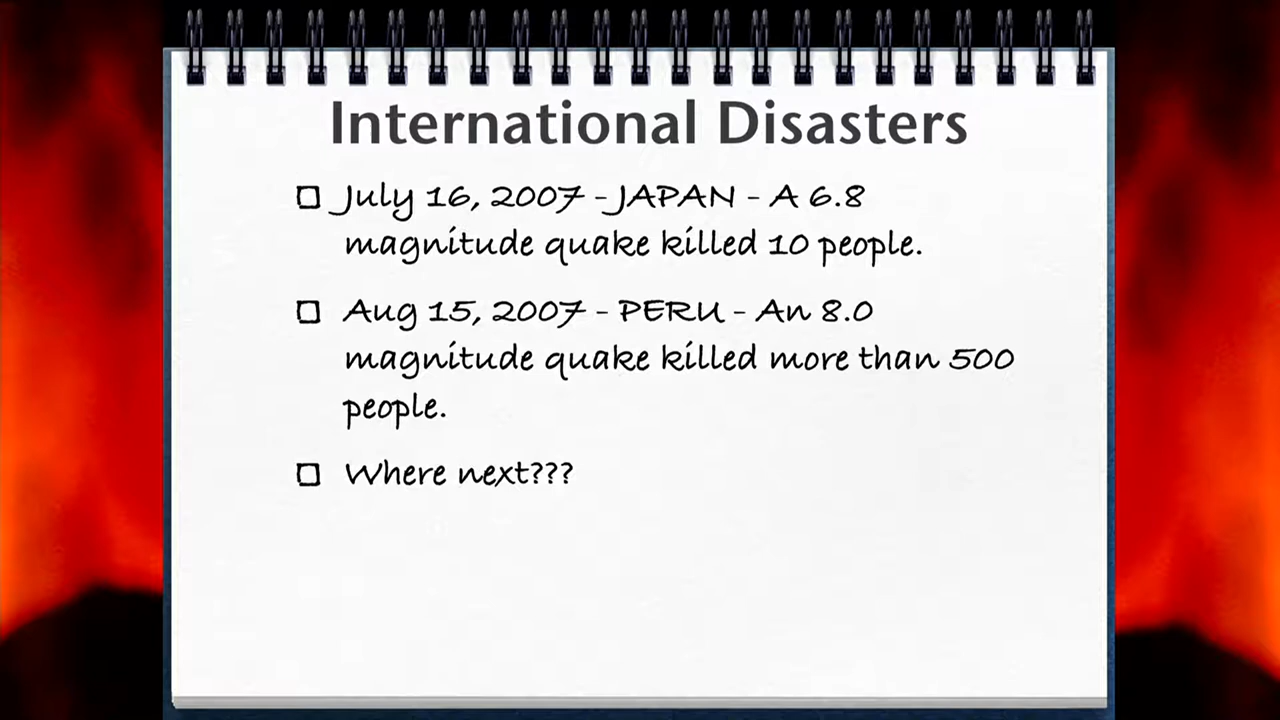 International Disasters
July 16, 2007 - JAPAN - A 6.8
magnitude quake killed 10 people.
Aug 15, 2007 - PERU - An 8.0
magnitude quake killed more than 500
people.
Where next???